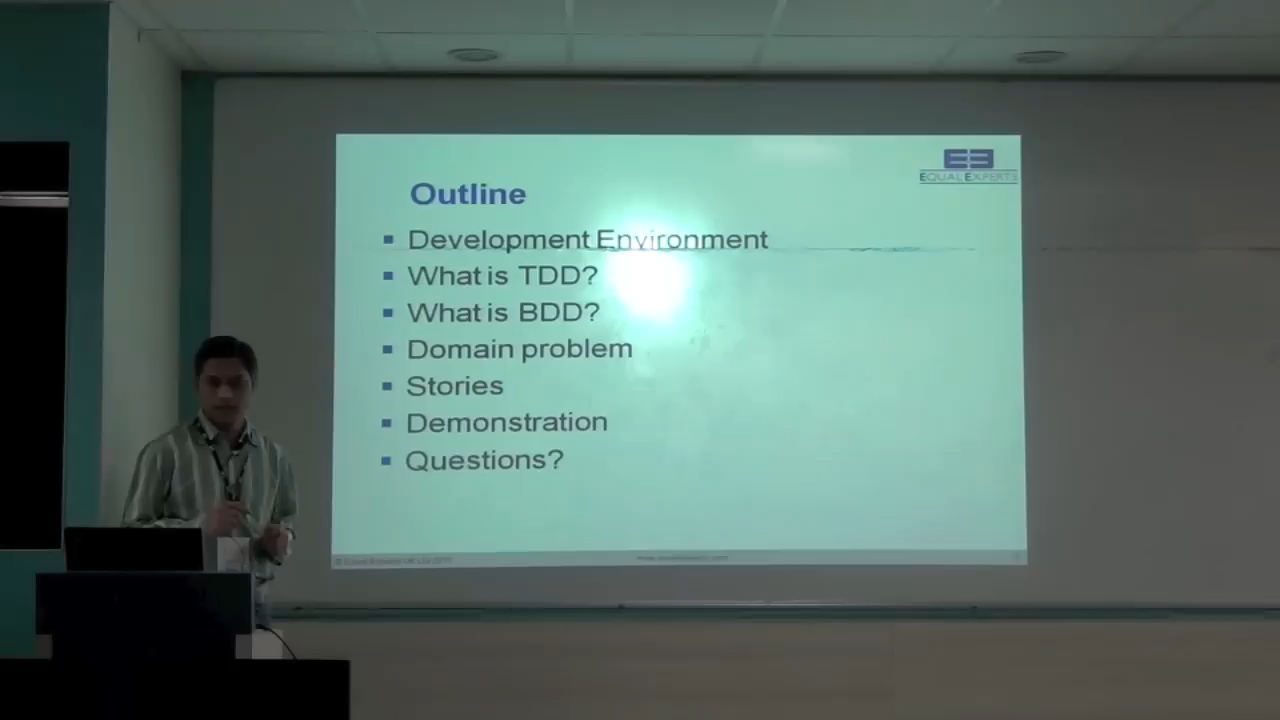 EQUAL EXPERTS
Outline
Development Environment
What is TDD?
What is BDD?
Domain problem
Stories
Demonstration
Questions?